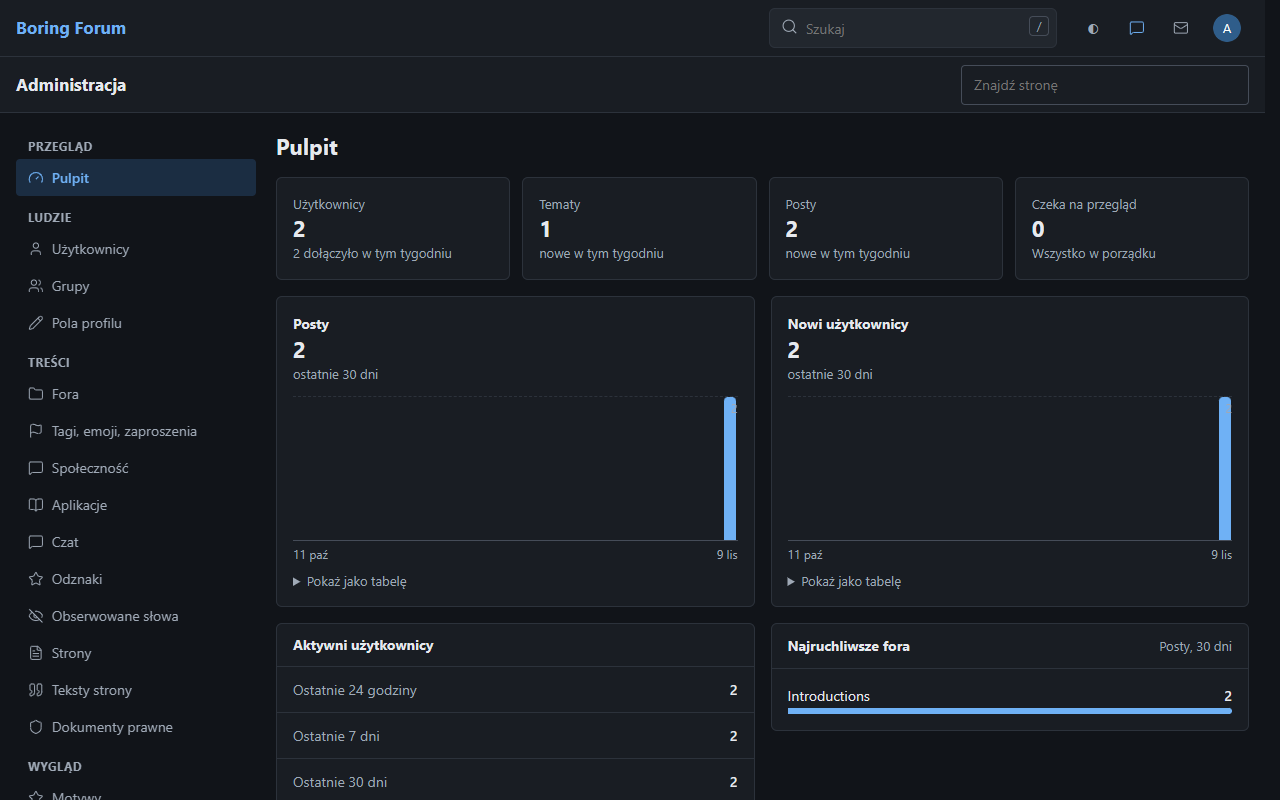 Boring Forum
Szukaj
/
A
Administracja
Znajdź stronę
PRZEGLĄD
Pulpit
LUDZIE
Użytkownicy
Grupy
Pola profilu
TREŚCI
Fora
Tagi, emoji, zaproszenia
Społeczność
Aplikacje
Czat
Odznaki
Obserwowane słowa
Strony
Teksty strony
Dokumenty prawne
WYGLĄD
Motywy
Pulpit
Użytkownicy
2
2 dołączyło w tym tygodniu
Tematy
1
nowe w tym tygodniu
Posty
2
nowe w tym tygodniu
Czeka na przegląd
0
Wszystko w porządku
Posty
2
ostatnie 30 dni
11 paź
9 lis
Pokaż jako tabelę
Nowi użytkownicy
2
ostatnie 30 dni
11 paź
9 lis
Pokaż jako tabelę
Aktywni użytkownicy
Ostatnie 24 godziny
2
Ostatnie 7 dni
2
Ostatnie 30 dni
2
Najruchliwsze fora
Posty, 30 dni
Introductions
2